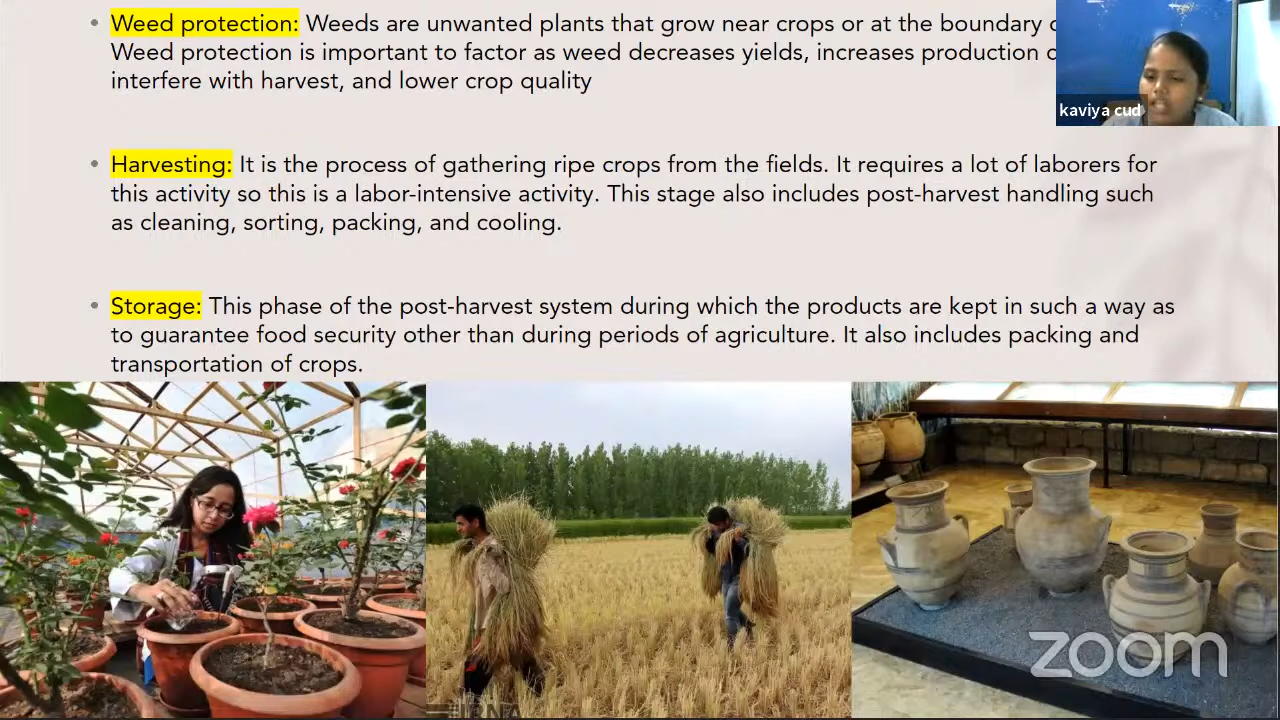 Weed protection: Weeds are unwanted plants that grow near crops or at the boundary
Weed protection is important to factor as weed decreases yields, increases production
interfere with harvest, and lower crop quality
kaviya cud
Harvesting: It is the process of gathering ripe crops from the fields. It requires a lot of laborers for
this activity so this is a labor-intensive activity. This stage also includes post-harvest handling such
as cleaning, sorting, packing, and cooling.
Storage: This phase of the post-harvest system during which the products are kept in such a way as
to guarantee food security other than during periods of agriculture. It also includes packing and
transportation of crops.
zoom